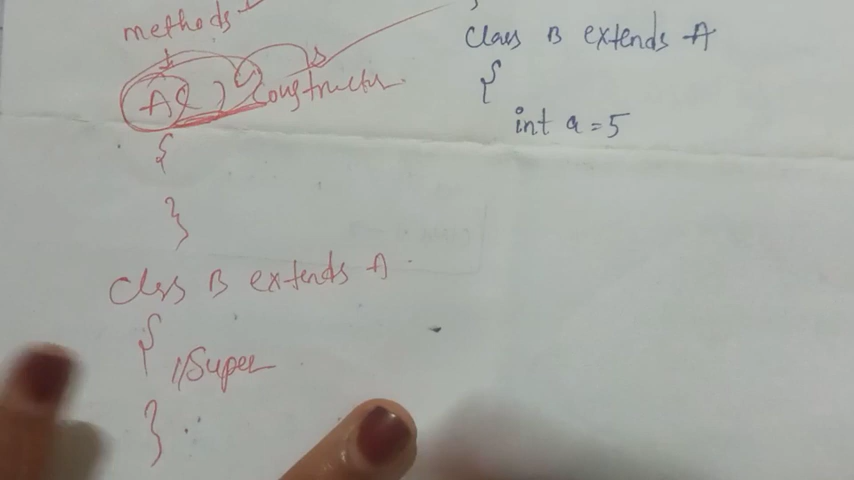 methods
A( ) Constructor.
{
}
Class B extends A
{
//Super
}
Class B extends A
{
int a = 5